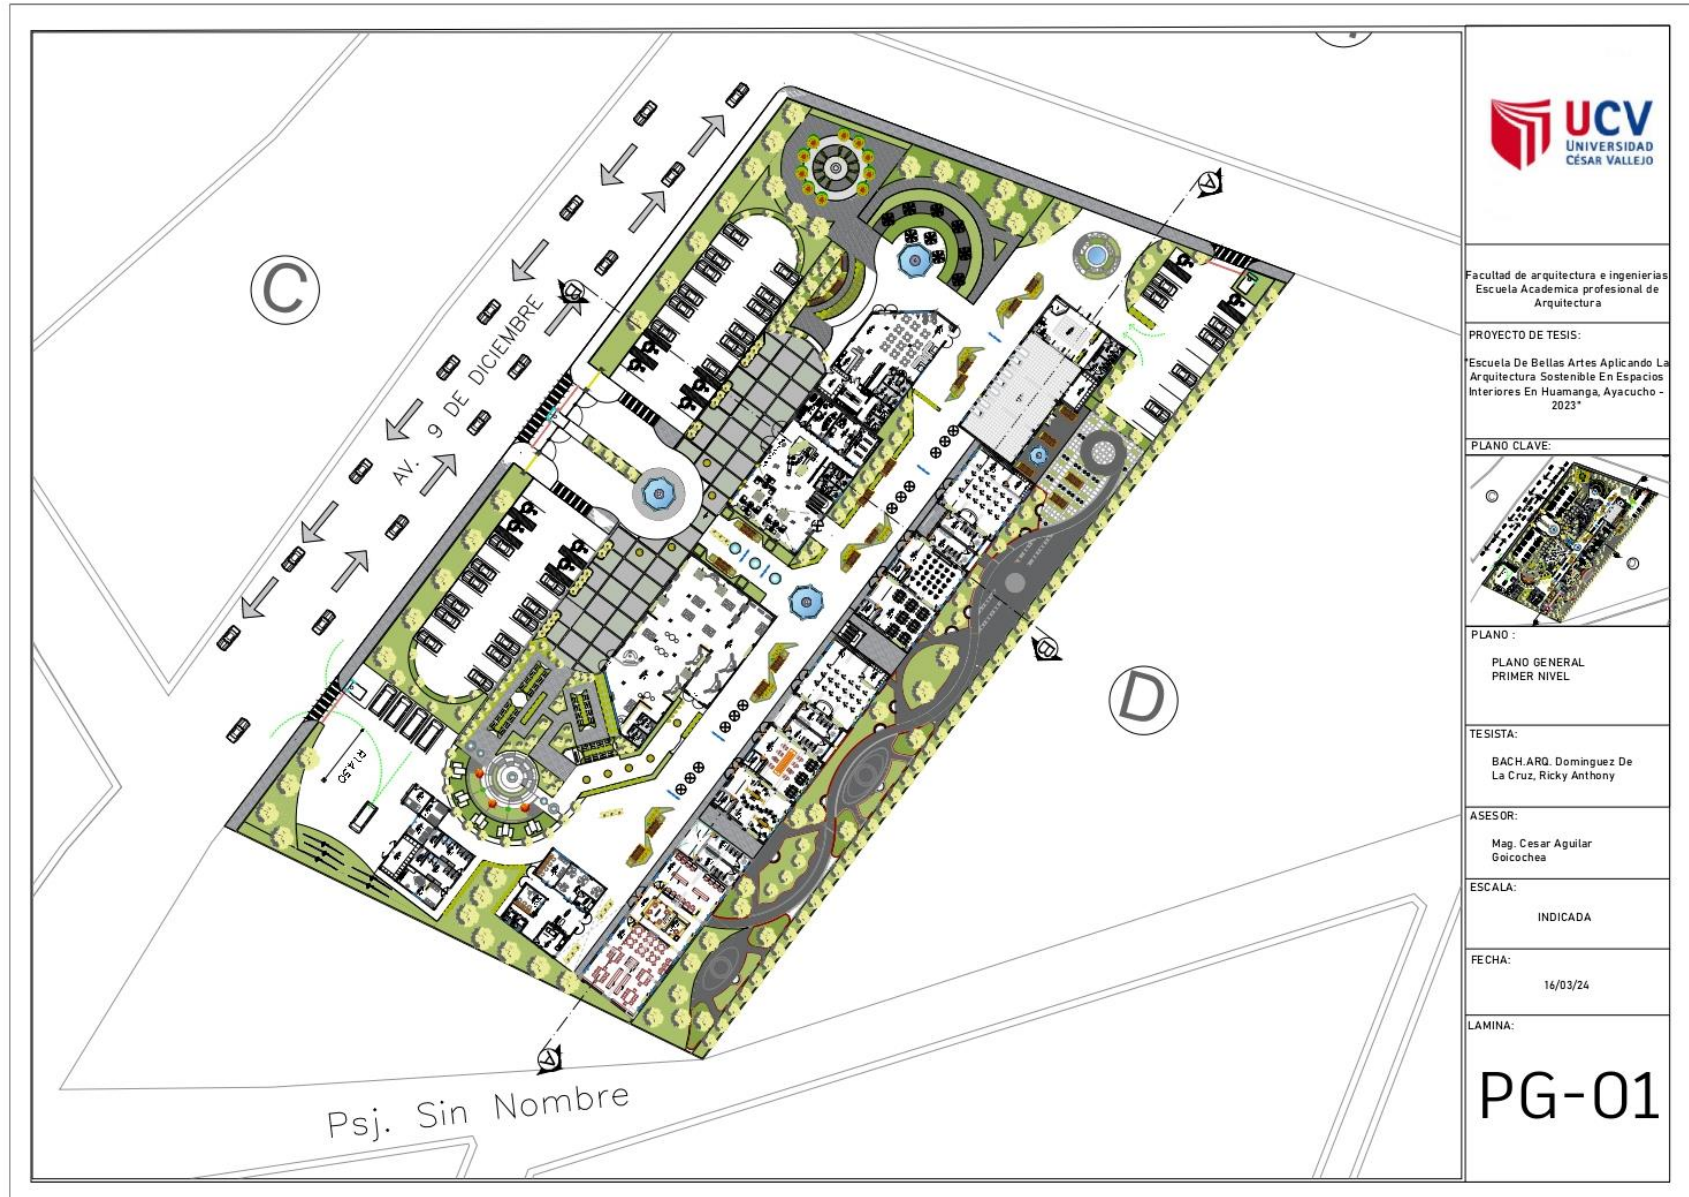 C
AV. 9 DE DICIEMBRE
A
B
R14.50
B
D
A
Psj. Sin Nombre
UCV
UNIVERSIDAD
CÉSAR VALLEJO
Facultad de arquitectura e ingenierias
Escuela Academica profesional de
Arquitectura
PROYECTO DE TESIS:
"Escuela De Bellas Artes Aplicando La
Arquitectura Sostenible En Espacios
Interiores En Huamanga, Ayacucho -
2023"
PLANO CLAVE:
PLANO :
PLANO GENERAL
PRIMER NIVEL
TESISTA:
BACH.ARQ. Dominguez De
La Cruz, Ricky Anthony
ASESOR:
Mag. Cesar Aguilar
Goicochea
ESCALA:
INDICADA
FECHA:
16/03/24
LAMINA:
PG-01